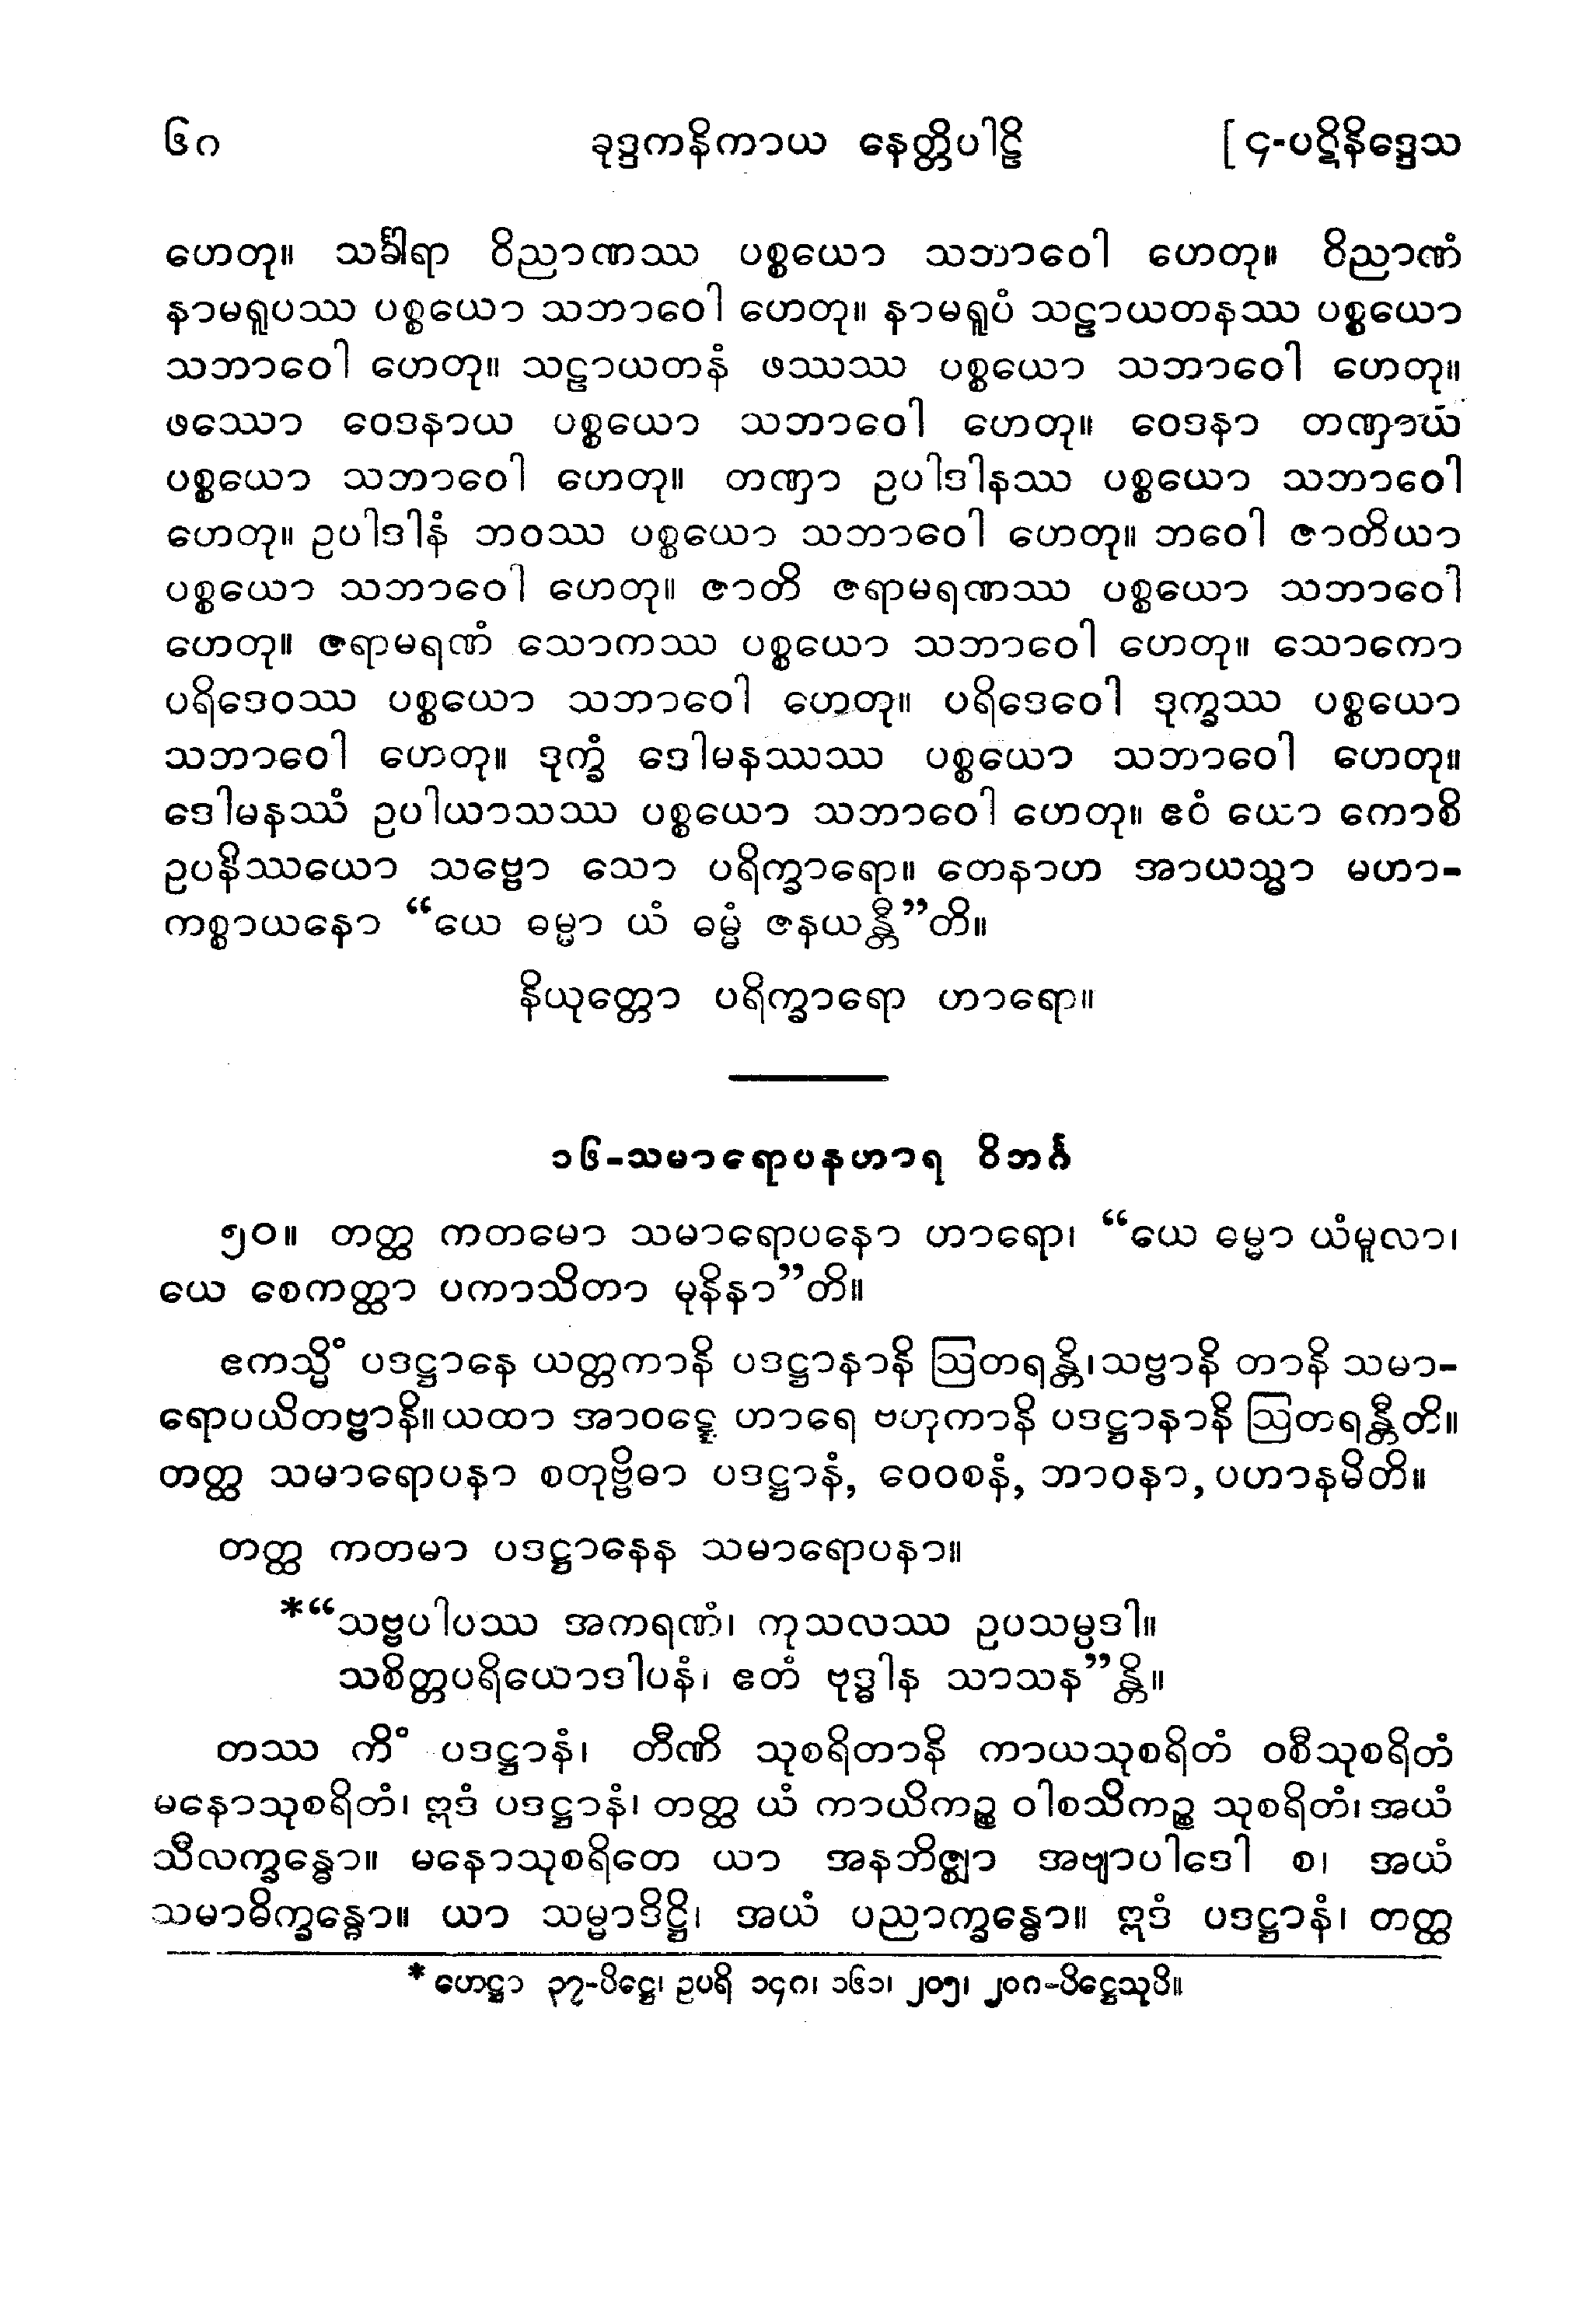 ၆၈ ခုဒ္ဒကနိကာယ နေတ္တိပါဠိ [ ၄-ပဋိနိဒ္ဒေသ
ဟေတု။ သင်္ခါရာ ဝိညာဏဿ ပစ္စယော သဘာဝေါ ဟေတု။ ဝိညာဏံ
နာမရူပဿ ပစ္စယော သဘာဝေါ ဟေတု။ နာမရူပံ သဠာယတနဿ ပစ္စယော
သဘာဝေါ ဟေတု။ သဠာယတနံ ဖဿဿ ပစ္စယော သဘာဝေါ ဟေတု။
ဖဿော ဝေဒနာယ ပစ္စယော သဘာဝေါ ဟေတု။ ဝေဒနာ တဏှာယ
ပစ္စယော သဘာဝေါ ဟေတု။ တဏှာ ဥပါဒါနဿ ပစ္စယော သဘာဝေါ
ဟေတု။ ဥပါဒါနံ ဘဝဿ ပစ္စယော သဘာဝေါ ဟေတု။ ဘဝေါ ဇာတိယာ
ပစ္စယော သဘာဝေါ ဟေတု။ ဇာတိ ဇရာမရဏဿ ပစ္စယော သဘာဝေါ
ဟေတု။ ဇရာမရဏံ သောကဿ ပစ္စယော သဘာဝေါ ဟေတု။ သောကော
ပရိဒေဝဿ ပစ္စယော သဘာဝေါ ဟေတု။ ပရိဒေဝေါ ဒုက္ခဿ ပစ္စယော
သဘာဝေါ ဟေတု။ ဒုက္ခံ ဒေါမနဿဿ ပစ္စယော သဘာဝေါ ဟေတု။
ဒေါမနဿံ ဥပါယာသဿ ပစ္စယော သဘာဝေါ ဟေတု။ ဧဝံ ယော ကောစိ
ဥပနိဿယော သဗ္ဗော သော ပရိက္ခာရော။ တေနာဟ အာယသ္မာ မဟာ-
ကစ္စာယနော “ယေ ဓမ္မာ ယံ ဓမ္မံ ဇနယန္တီ”တိ။
နိယုတ္တော ပရိက္ခာရော ဟာရော။
၁၆-သမာရောပနဟာရ ဝိဘင်္ဂ
၅၀။ တတ္ထ ကတမော သမာရောပနော ဟာရော၊ “ယေ ဓမ္မာ ယံမူလာ၊
ယေ စေကတ္ထာ ပကာသိတာ မုနိနာ”တိ။
ဧကသ္မိံ ပဒဋ္ဌာနေ ယတ္တကာနိ ပဒဋ္ဌာနာနိ ဩတရန္တိ၊ သဗ္ဗာနိ တာနိ သမာ-
ရောပယိတဗ္ဗာနိ။ ယထာ အာဝဋ္ဋေ ဟာရေ ဗဟုကာနိ ပဒဋ္ဌာနာနိ ဩတရန္တီတိ။
တတ္ထ သမာရောပနာ စတုဗ္ဗိဓာ ပဒဋ္ဌာနံ, ဝေဝစနံ, ဘာဝနာ, ပဟာနမိတိ။
တတ္ထ ကတမာ ပဒဋ္ဌာနေန သမာရောပနာ။
*“သဗ္ဗပါပဿ အကရဏံ၊ ကုသလဿ ဥပသမ္ပဒါ။
သစိတ္တပရိယောဒါပနံ၊ ဧတံ ဗုဒ္ဓါန သာသန”န္တိ။
တဿ ကိံ ပဒဋ္ဌာနံ၊ တီဏိ သုစရိတာနိ ကာယသုစရိတံ ဝစီသုစရိတံ
မနောသုစရိတံ၊ ဣဒံ ပဒဋ္ဌာနံ၊ တတ္ထ ယံ ကာယိကဉ္စ ဝါစသိကဉ္စ သုစရိတံ၊ အယံ
သီလက္ခန္ဓော။ မနောသုစရိတေ ယာ အနဘိဇ္ဈာ အဗျာပါဒေါ စ၊ အယံ
သမာဓိက္ခန္ဓော။ ယာ သမ္မာဒိဋ္ဌိ၊ အယံ ပညာက္ခန္ဓော။ ဣဒံ ပဒဋ္ဌာနံ၊ တတ္ထ
* ဟေဋ္ဌာ ၃၇-ပိဋ္ဌေ၊ ဥပရိ ၁၄၈၊ ၁၆၁၊ ၂၀၅၊ ၂၀၈-ပိဋ္ဌေသုပိ။